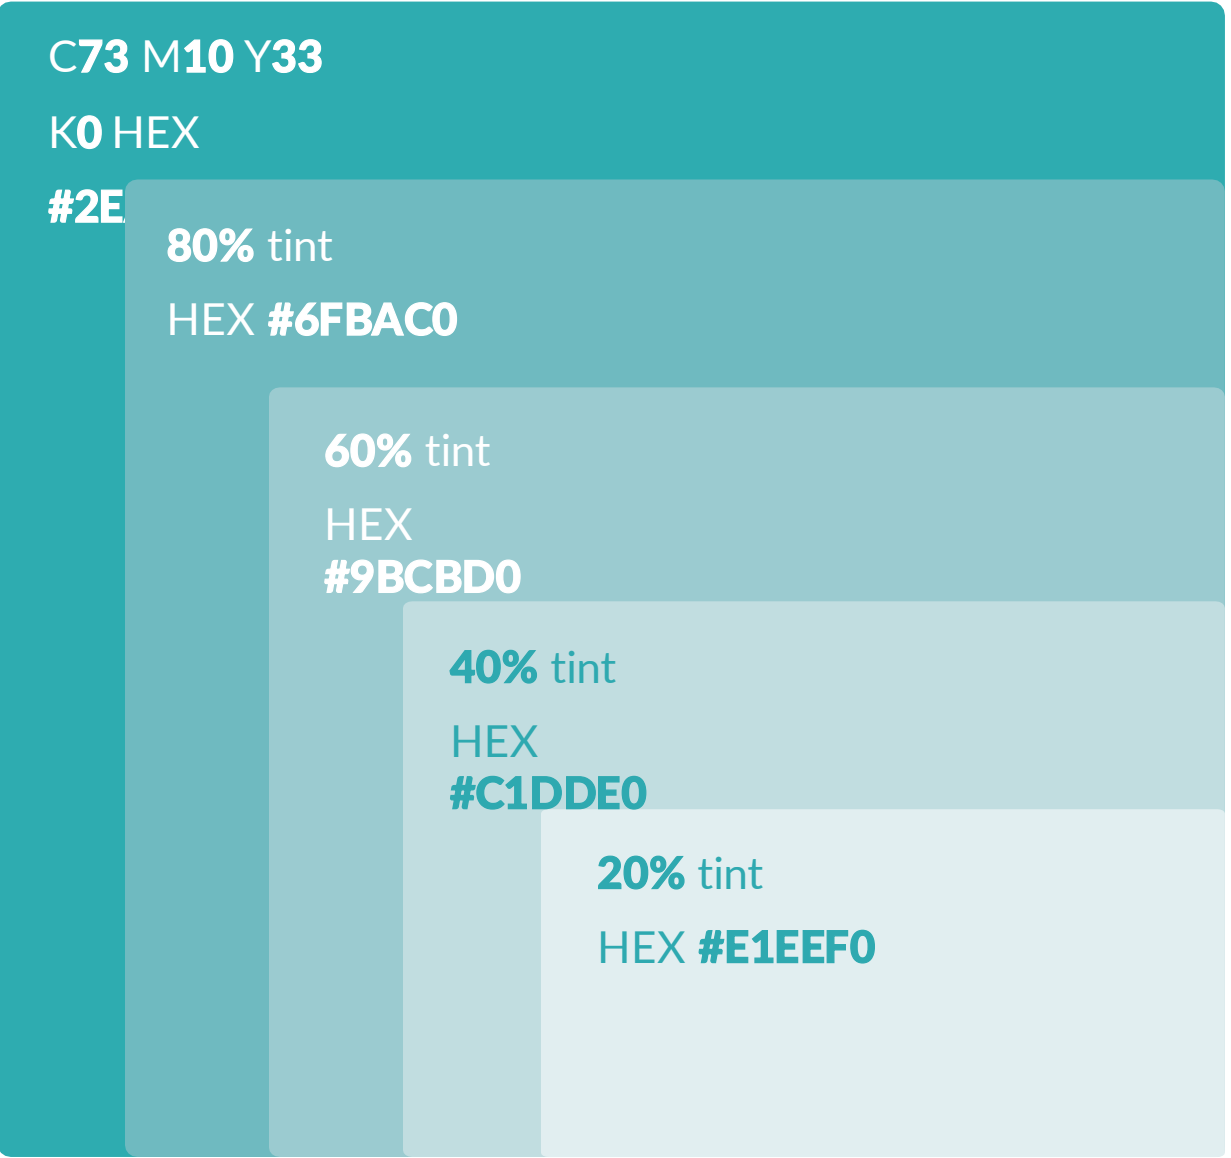 C73 M10 Y33
K0 HEX
#2E
80% tint
HEX #6FBAC0
60% tint
HEX
#9BCBD0
40% tint
HEX
#C1DDE0
20% tint
HEX #E1EEF0